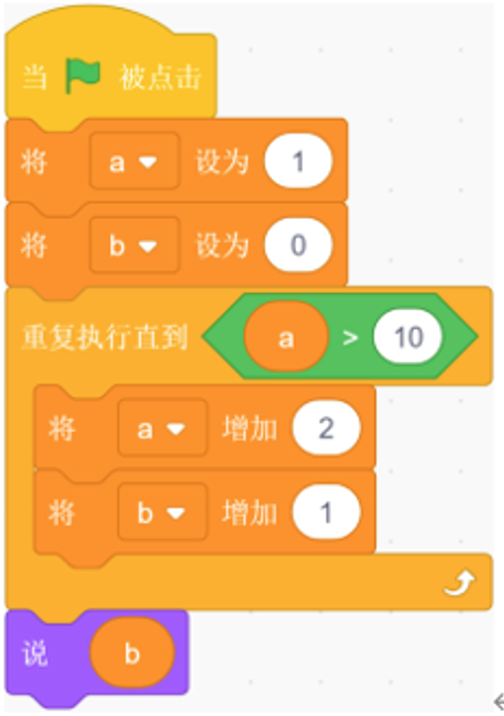 当 被点击
将 a 设为 1
将 b 设为 0
重复执行直到 a > 10
将 a 增加 2
将 b 增加 1
说 b